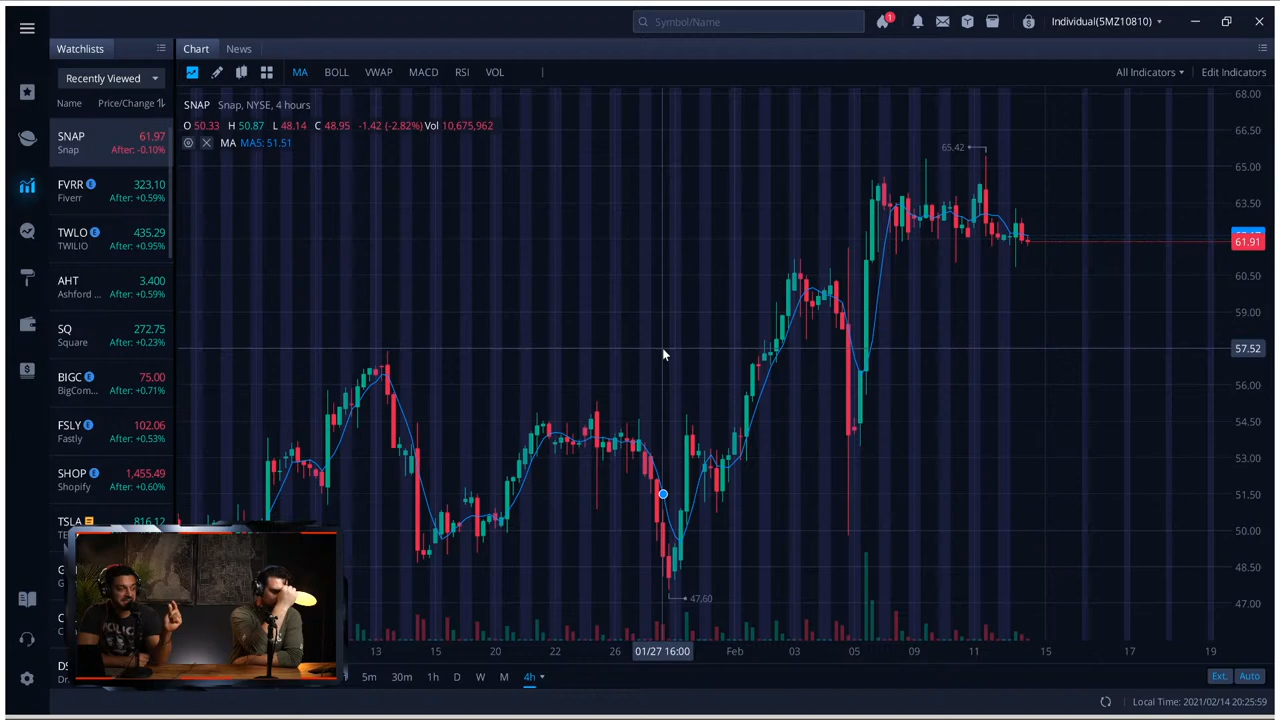 Symbol/Name
1
Individual(5MZ10810)
Watchlists
Chart
News
Recently Viewed
MA
BOLL
VWAP
MACD
RSI
VOL
All Indicators
Edit Indicators
Name
Price/Change
SNAP
Snap, NYSE, 4 hours
O 50.33 H 50.87 L 48.14 C 48.95 -1.42 (-2.82%) Vol 10,675,962
MA MA5: 51.51
SNAP 61.97
Snap After: -0.10%
FVRR E 323.10
Fiverr After: +0.59%
TWLO E 435.29
TWILIO After: +0.95%
AHT 3.400
Ashford ... After: +0.59%
SQ 272.75
Square After: +0.23%
BIGC E 75.00
BigCom... After: +0.71%
FSLY E 102.06
Fastly After: +0.53%
SHOP E 1,455.49
Shopify After: +0.60%
TSLA 816.12
68.00
66.50
65.00
63.50
61.91
60.50
59.00
57.52
56.00
54.50
53.00
51.50
50.00
48.50
47.00
65.42
47.60
POLICE
13 15 20 22 26 01/27 16:00 Feb 03 05 09 11 15 17 19
5m 30m 1h D W M 4h
Ext. Auto
Local Time: 2021/02/14 20:25:59